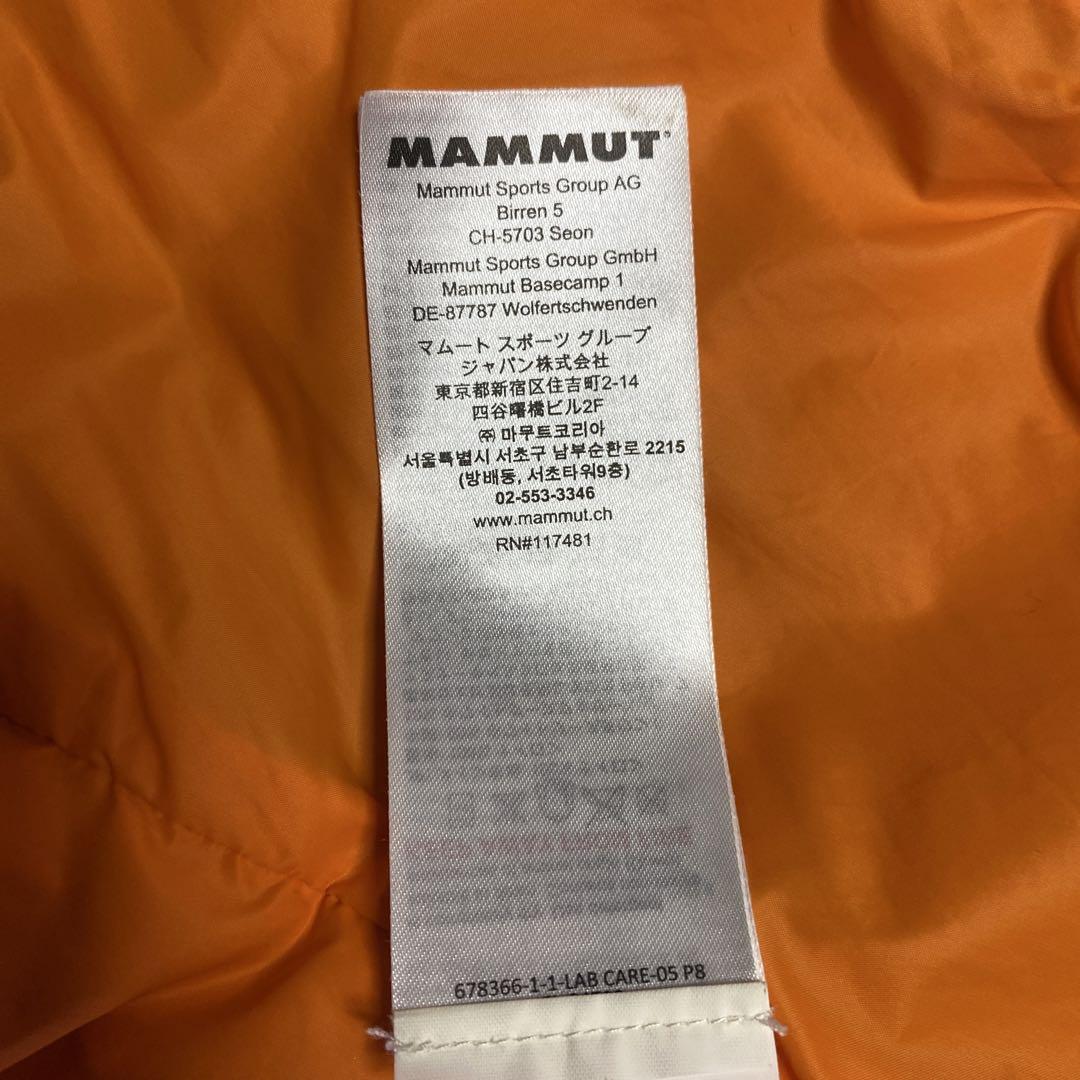 MAMMUT
Mammut Sports Group AG
Birren 5
CH-5703 Seon
Mammut Sports Group GmbH
Mammut Basecamp 1
DE-87787 Wolfertschwenden
マムート スポーツ グループ
ジャパン株式会社
東京都新宿区住吉町2-14
四谷曙橋ビル2F
㈜ 마무트코리아
서울특별시 서초구 남부순환로 2215
(방배동, 서초타워9층)
02-553-3346
www.mammut.ch
RN#117481
678366-1-1-LAB CARE-05 P8